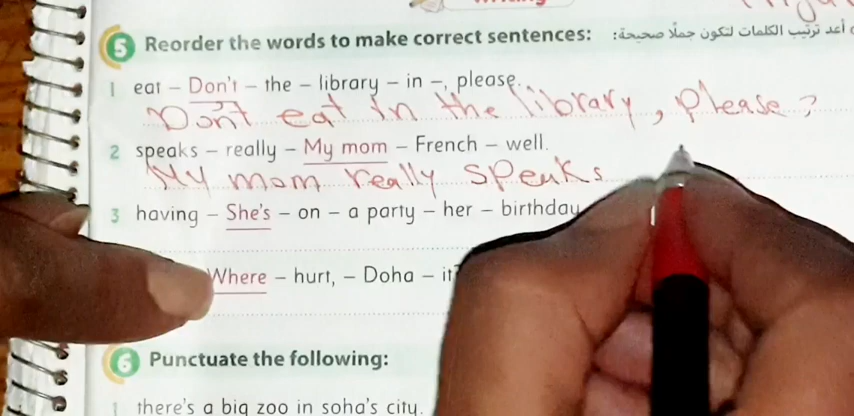 5 Reorder the words to make correct sentences: أعد ترتيب الكلمات لتكون جملًا صحيحة:
1 eat – Don't – the – library – in –, please.
Don't eat in the library, please?
2 speaks – really – My mom – French – well.
My mom really speaks
3 having – She's – on – a party – her – birthday
Where – hurt, – Doha – it?
6 Punctuate the following:
1 there's a big zoo in soha's city.